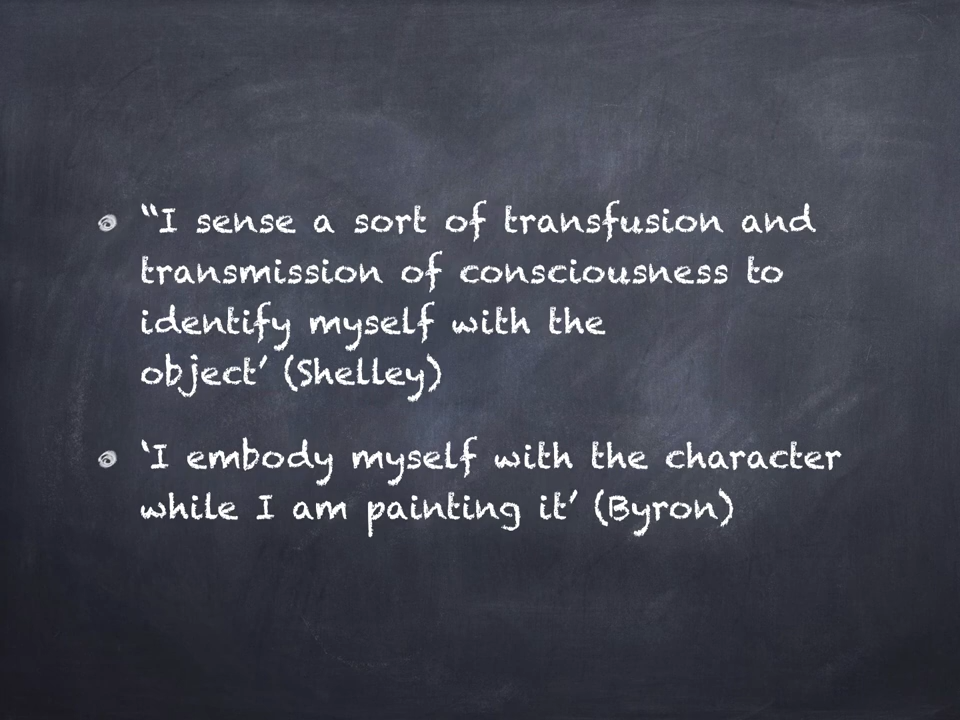 “I sense a sort of transfusion and
transmission of consciousness to
identify myself with the
object’ (Shelley)
‘I embody myself with the character
while I am painting it’ (Byron)